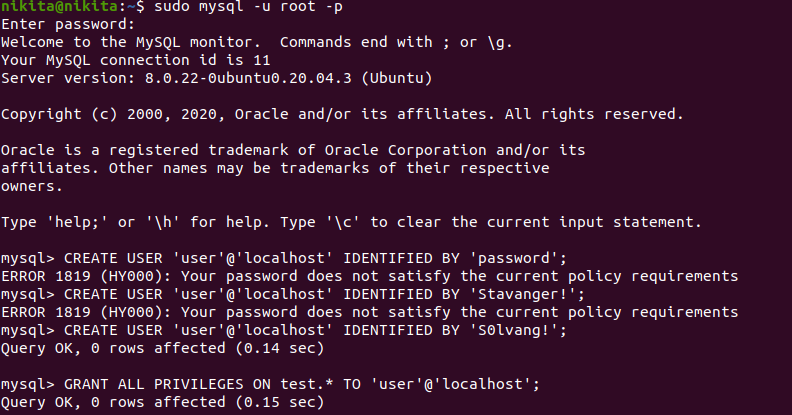 nikita@nikita:~$ sudo mysql -u root -p
Enter password:
Welcome to the MySQL monitor.  Commands end with ; or \g.
Your MySQL connection id is 11
Server version: 8.0.22-0ubuntu0.20.04.3 (Ubuntu)

Copyright (c) 2000, 2020, Oracle and/or its affiliates. All rights reserved.

Oracle is a registered trademark of Oracle Corporation and/or its
affiliates. Other names may be trademarks of their respective
owners.

Type 'help;' or '\h' for help. Type '\c' to clear the current input statement.

mysql> CREATE USER 'user'@'localhost' IDENTIFIED BY 'password';
ERROR 1819 (HY000): Your password does not satisfy the current policy requirements
mysql> CREATE USER 'user'@'localhost' IDENTIFIED BY 'Stavanger!';
ERROR 1819 (HY000): Your password does not satisfy the current policy requirements
mysql> CREATE USER 'user'@'localhost' IDENTIFIED BY 'S0lvang!';
Query OK, 0 rows affected (0.14 sec)

mysql> GRANT ALL PRIVILEGES ON test.* TO 'user'@'localhost';
Query OK, 0 rows affected (0.15 sec)